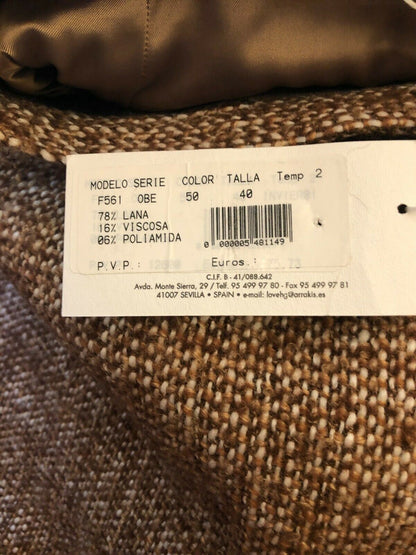 MODELO SERIE COLOR TALLA Temp 2
F561 OBE 50 40
78% LANA
16% VISCOSA
06% POLIAMIDA
0 000005 481149
P.V.P.: Euros.:
C.I.F. B - 41/088.642
Avda. Monte Sierra, 29 / Telf. 95 499 97 80 - Fax 95 499 97 81
41007 SEVILLA • SPAIN • e-mail: lovehg@arrakis.es